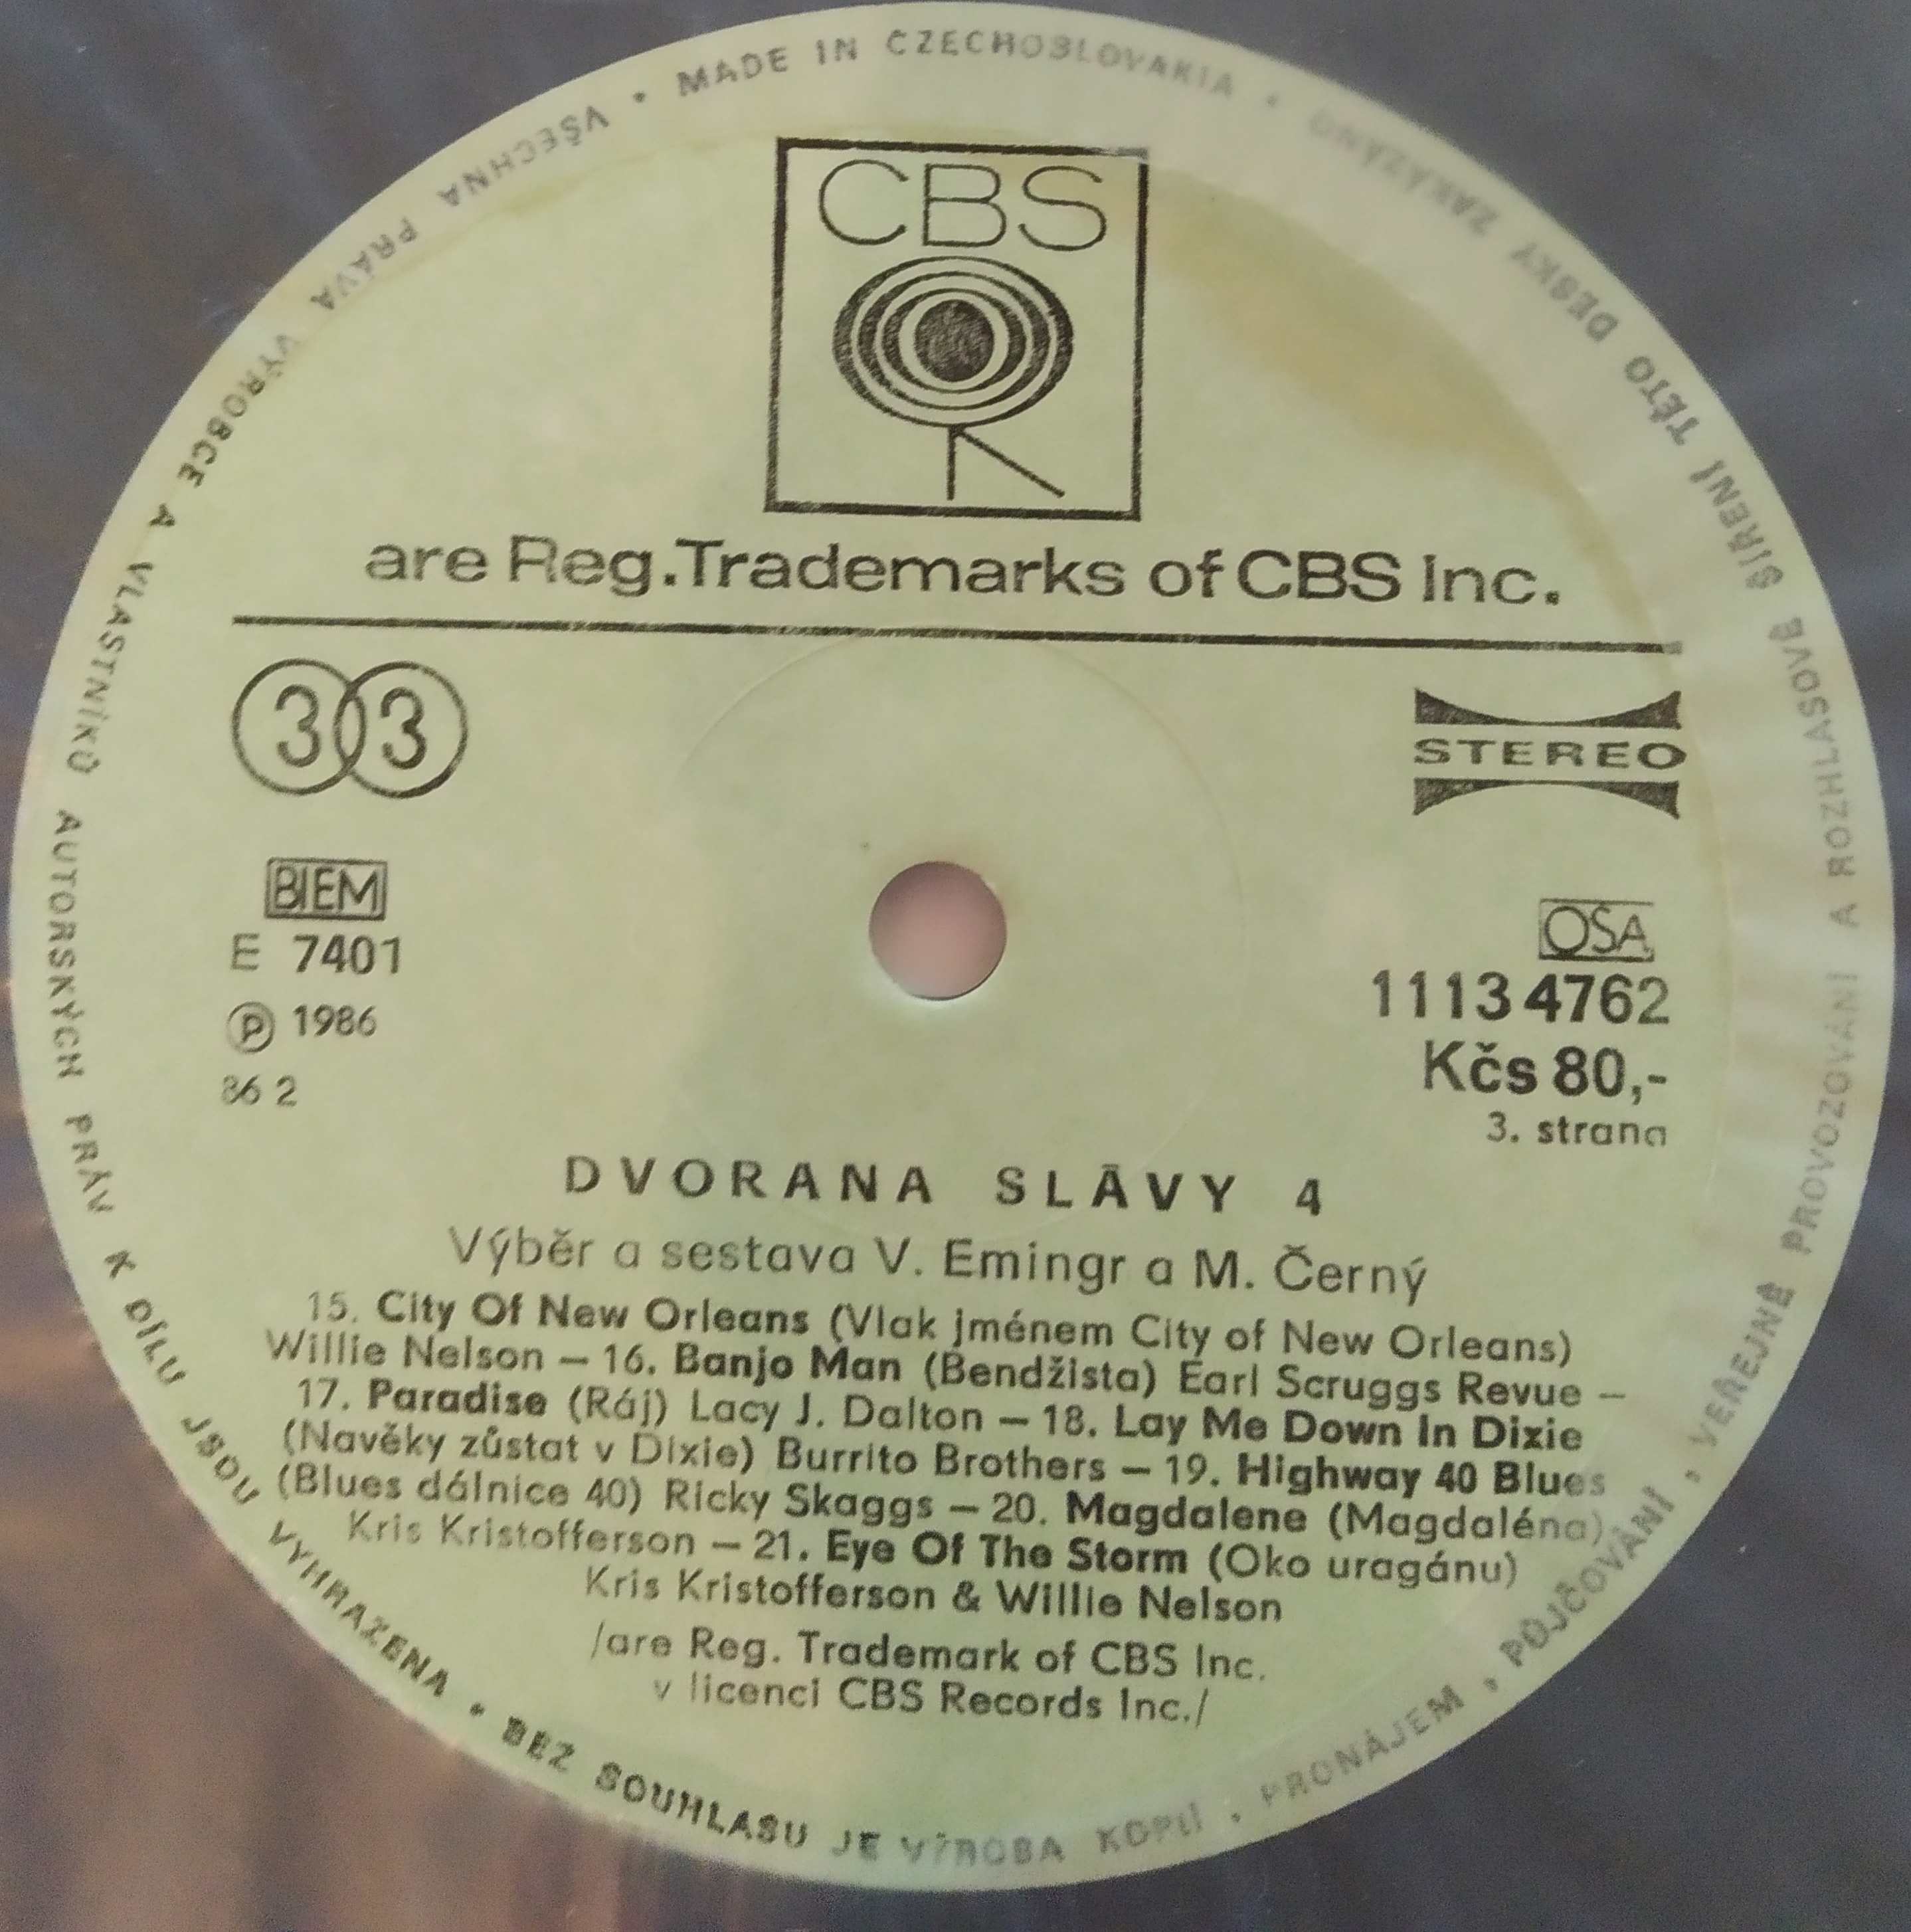 MADE IN CZECHOSLOVAKIA •
VŠECHNA PRÁVA VÝROBCE A VLASTNÍKŮ AUTORSKÝCH PRÁV K DÍLU JSOU VYHRAZENA • BEZ SOUHLASU JE VÝROBA KOPIÍ, PRONÁJEM, PŮJČOVÁNÍ, VEŘEJNÉ PROVOZOVÁNÍ A ROZHLASOVÉ ŠÍŘENÍ TÉTO DESKY ZAKÁZÁNO •
CBS
R
are Reg.Trademarks of CBS Inc.
33
STEREO
BIEM
E 7401
Ⓟ 1986
86 2
OSA
1113 4762
Kčs 80,-
3. strana
DVORANA SLÁVY 4
Výběr a sestava V. Emingr a M. Černý
15. City Of New Orleans (Vlak jménem City of New Orleans)
Willie Nelson – 16. Banjo Man (Bendžista) Earl Scruggs Revue –
17. Paradise (Ráj) Lacy J. Dalton – 18. Lay Me Down In Dixie
(Navěky zůstat v Dixie) Burrito Brothers – 19. Highway 40 Blues
(Blues dálnice 40) Ricky Skaggs – 20. Magdalene (Magdaléna)
Kris Kristofferson – 21. Eye Of The Storm (Oko uragánu)
Kris Kristofferson & Willie Nelson
/are Reg. Trademark of CBS Inc.
v licenci CBS Records Inc./